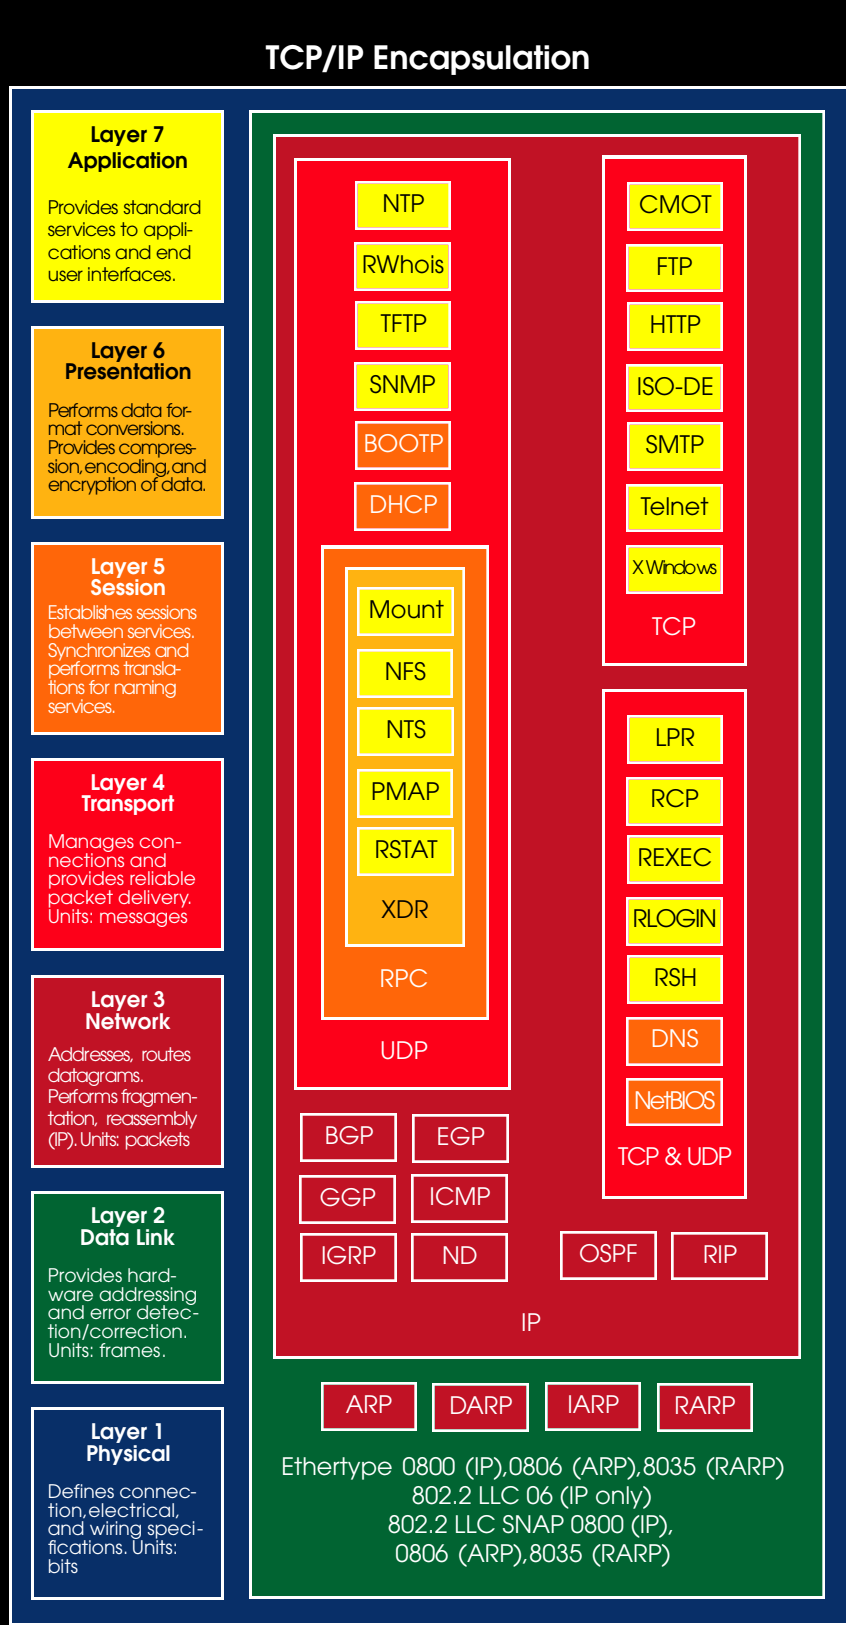 TCP/IP Encapsulation
Layer 7
Application
Provides standard
services to appli-
cations and end
user interfaces.
Layer 6
Presentation
Performs data for-
mat conversions.
Provides compres-
sion, encoding, and
encryption of data.
Layer 5
Session
Establishes sessions
between services.
Synchronizes and
performs transla-
tions for naming
services.
Layer 4
Transport
Manages con-
nections and
provides reliable
packet delivery.
Units: messages
Layer 3
Network
Addresses, routes
datagrams.
Performs fragmen-
tation, reassembly
(IP). Units: packets
Layer 2
Data Link
Provides hard-
ware addressing
and error detec-
tion/correction.
Units: frames.
Layer 1
Physical
Defines connec-
tion, electrical,
and wiring speci-
fications. Units:
bits
NTP
RWhois
TFTP
SNMP
BOOTP
DHCP
Mount
NFS
NTS
PMAP
RSTAT
XDR
RPC
UDP
CMOT
FTP
HTTP
ISO-DE
SMTP
Telnet
X Windows
TCP
LPR
RCP
REXEC
RLOGIN
RSH
DNS
NetBIOS
TCP & UDP
BGP
EGP
GGP
ICMP
IGRP
ND
OSPF
RIP
IP
ARP
DARP
IARP
RARP
Ethertype 0800 (IP),0806 (ARP),8035 (RARP)
802.2 LLC 06 (IP only)
802.2 LLC SNAP 0800 (IP),
0806 (ARP),8035 (RARP)